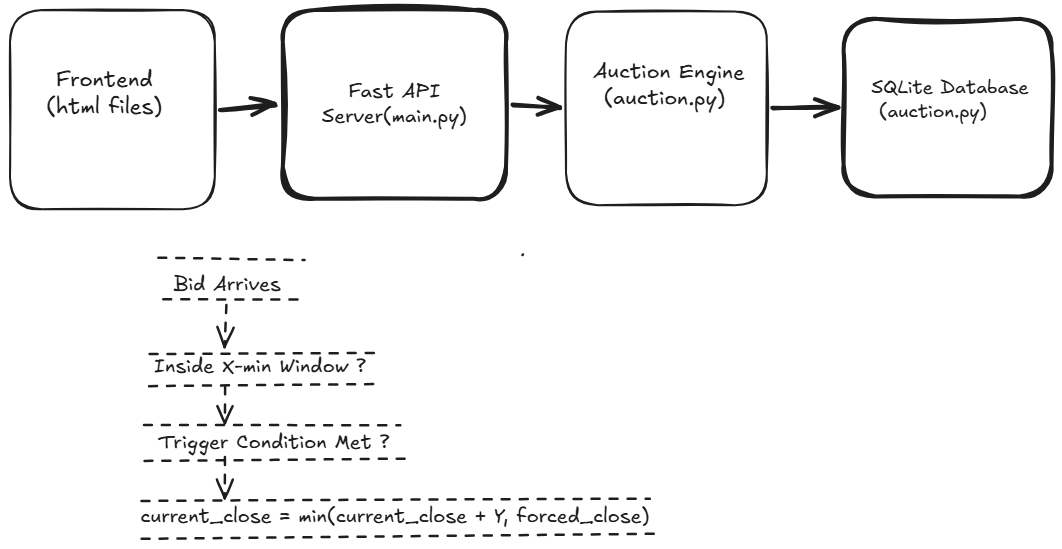 Frontend
(html files)
Fast API
Server(main.py)
Auction Engine
(auction.py)
SQLite Database
(auction.py)
Bid Arrives
Inside X-min Window ?
Trigger Condition Met ?
current_close = min(current_close + Y, forced_close)